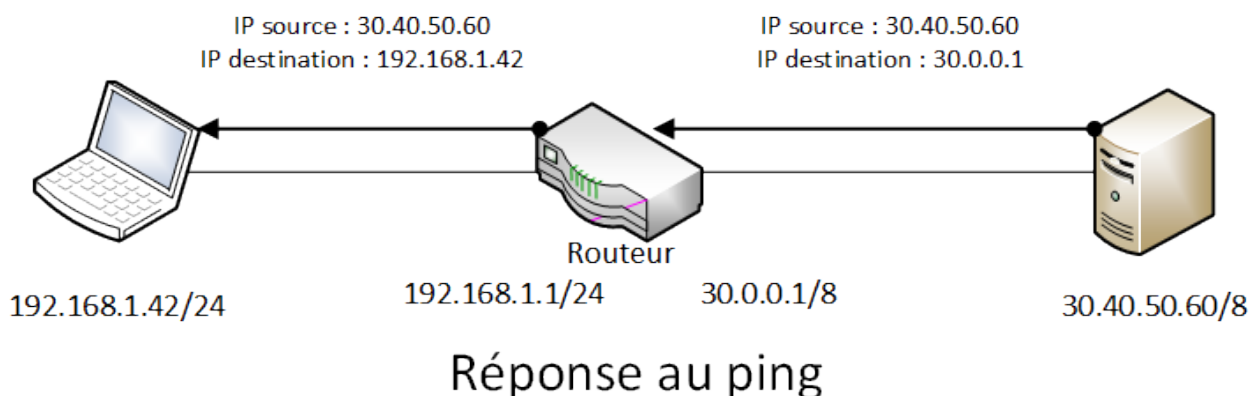 IP source : 30.40.50.60
IP destination : 192.168.1.42
IP source : 30.40.50.60
IP destination : 30.0.0.1
Routeur
192.168.1.42/24
192.168.1.1/24
30.0.0.1/8
30.40.50.60/8
Réponse au ping